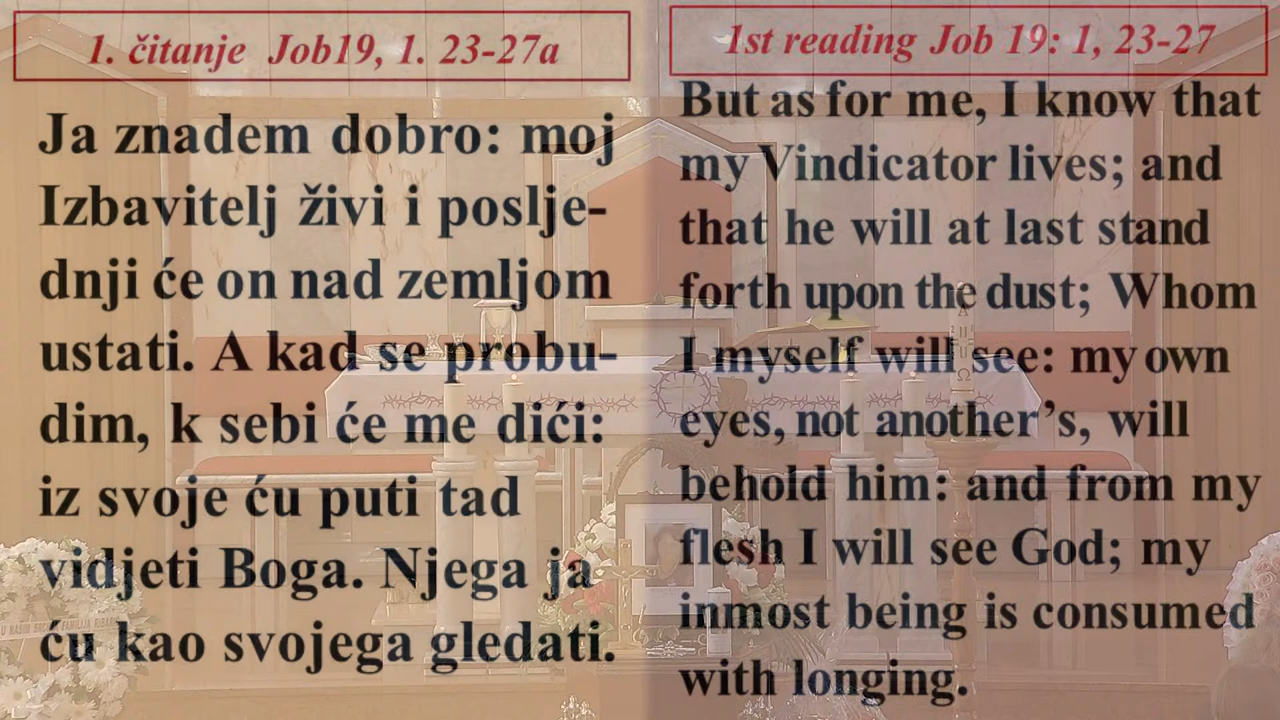 1. čitanje Job19, 1. 23-27a
Ja znadem dobro: moj
Izbavitelj živi i poslje-
dnji će on nad zemljom
ustati. A kad se probu-
dim, k sebi će me dići:
iz svoje ću puti tad
vidjeti Boga. Njega ja
ću kao svojega gledati.
1st reading Job 19: 1, 23-27
But as for me, I know that
my Vindicator lives; and
that he will at last stand
forth upon the dust; Whom
I myself will see: my own
eyes, not another’s, will
behold him: and from my
flesh I will see God; my
inmost being is consumed
with longing.